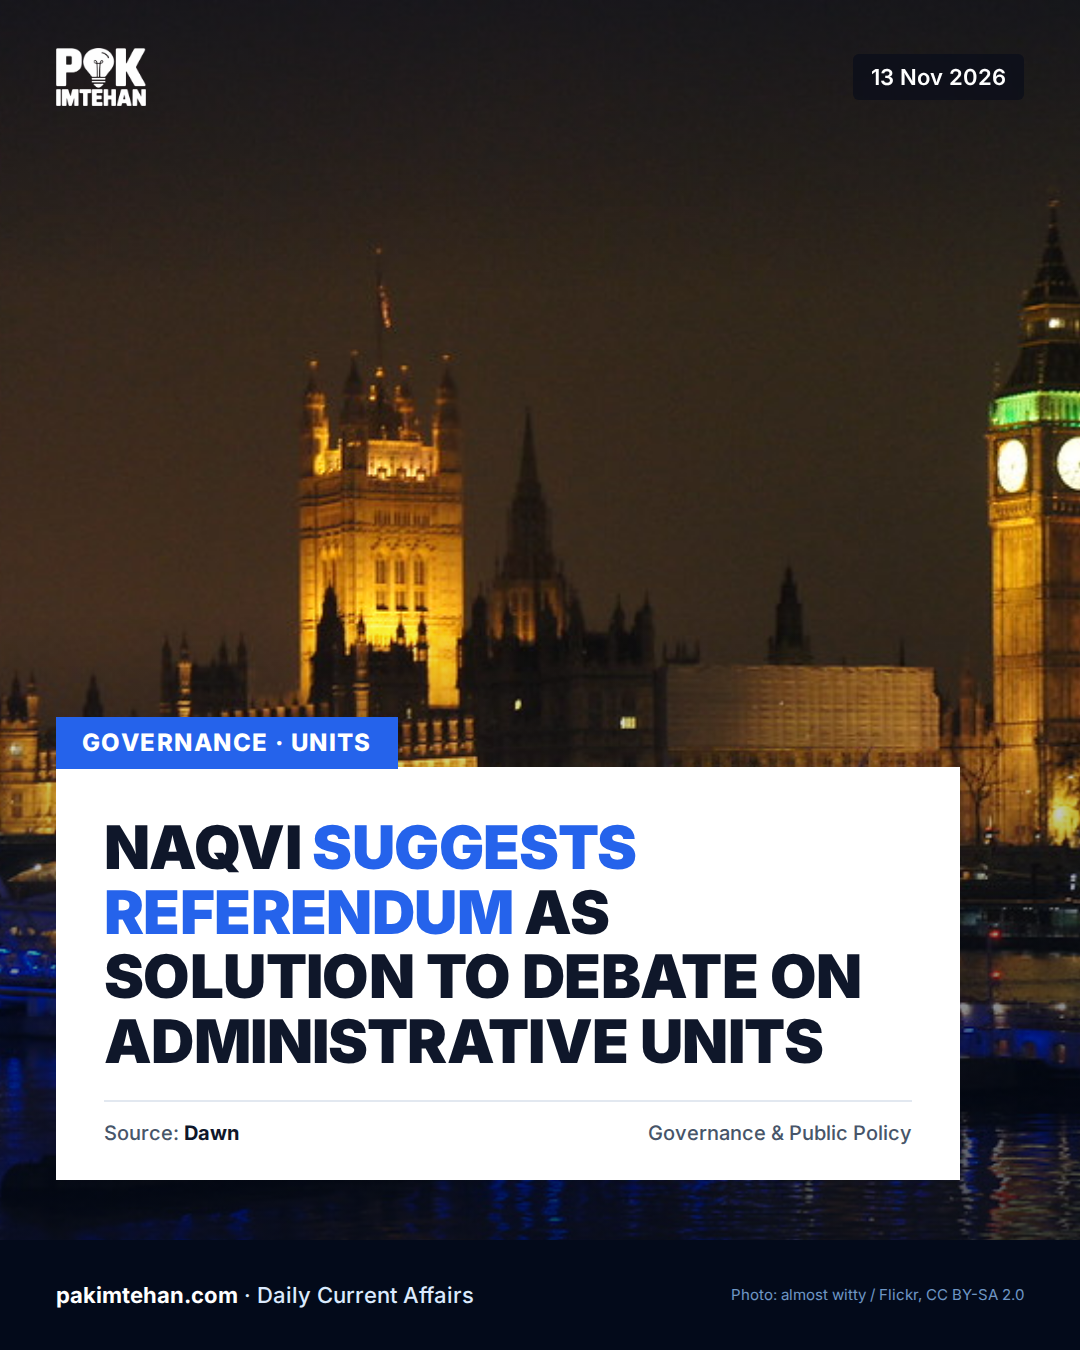 P K
IMTEHAN
13 Nov 2026
GOVERNANCE · UNITS
NAQVI SUGGESTS
REFERENDUM AS
SOLUTION TO DEBATE ON
ADMINISTRATIVE UNITS
Source: Dawn
Governance & Public Policy
pakimtehan.com · Daily Current Affairs
Photo: almost witty / Flickr, CC BY-SA 2.0